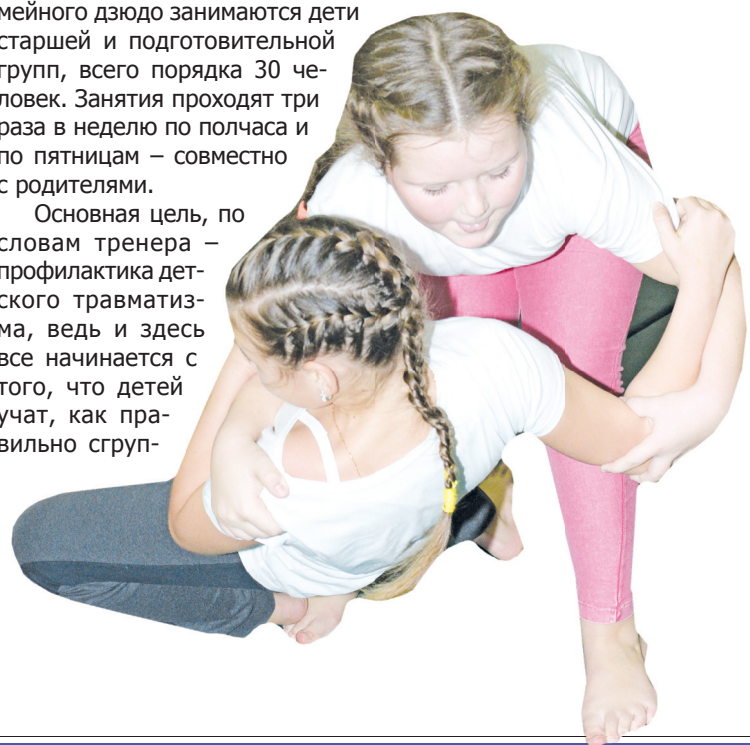 мейного дзюдо занимаются дети
старшей и подготовительной
групп, всего порядка 30 че-
ловек. Занятия проходят три
раза в неделю по полчаса и
по пятницам – совместно
с родителями.
Основная цель, по
словам тренера –
профилактика дет-
ского травматиз-
ма, ведь и здесь
все начинается с
того, что детей
учат, как пра-
вильно сгруп-